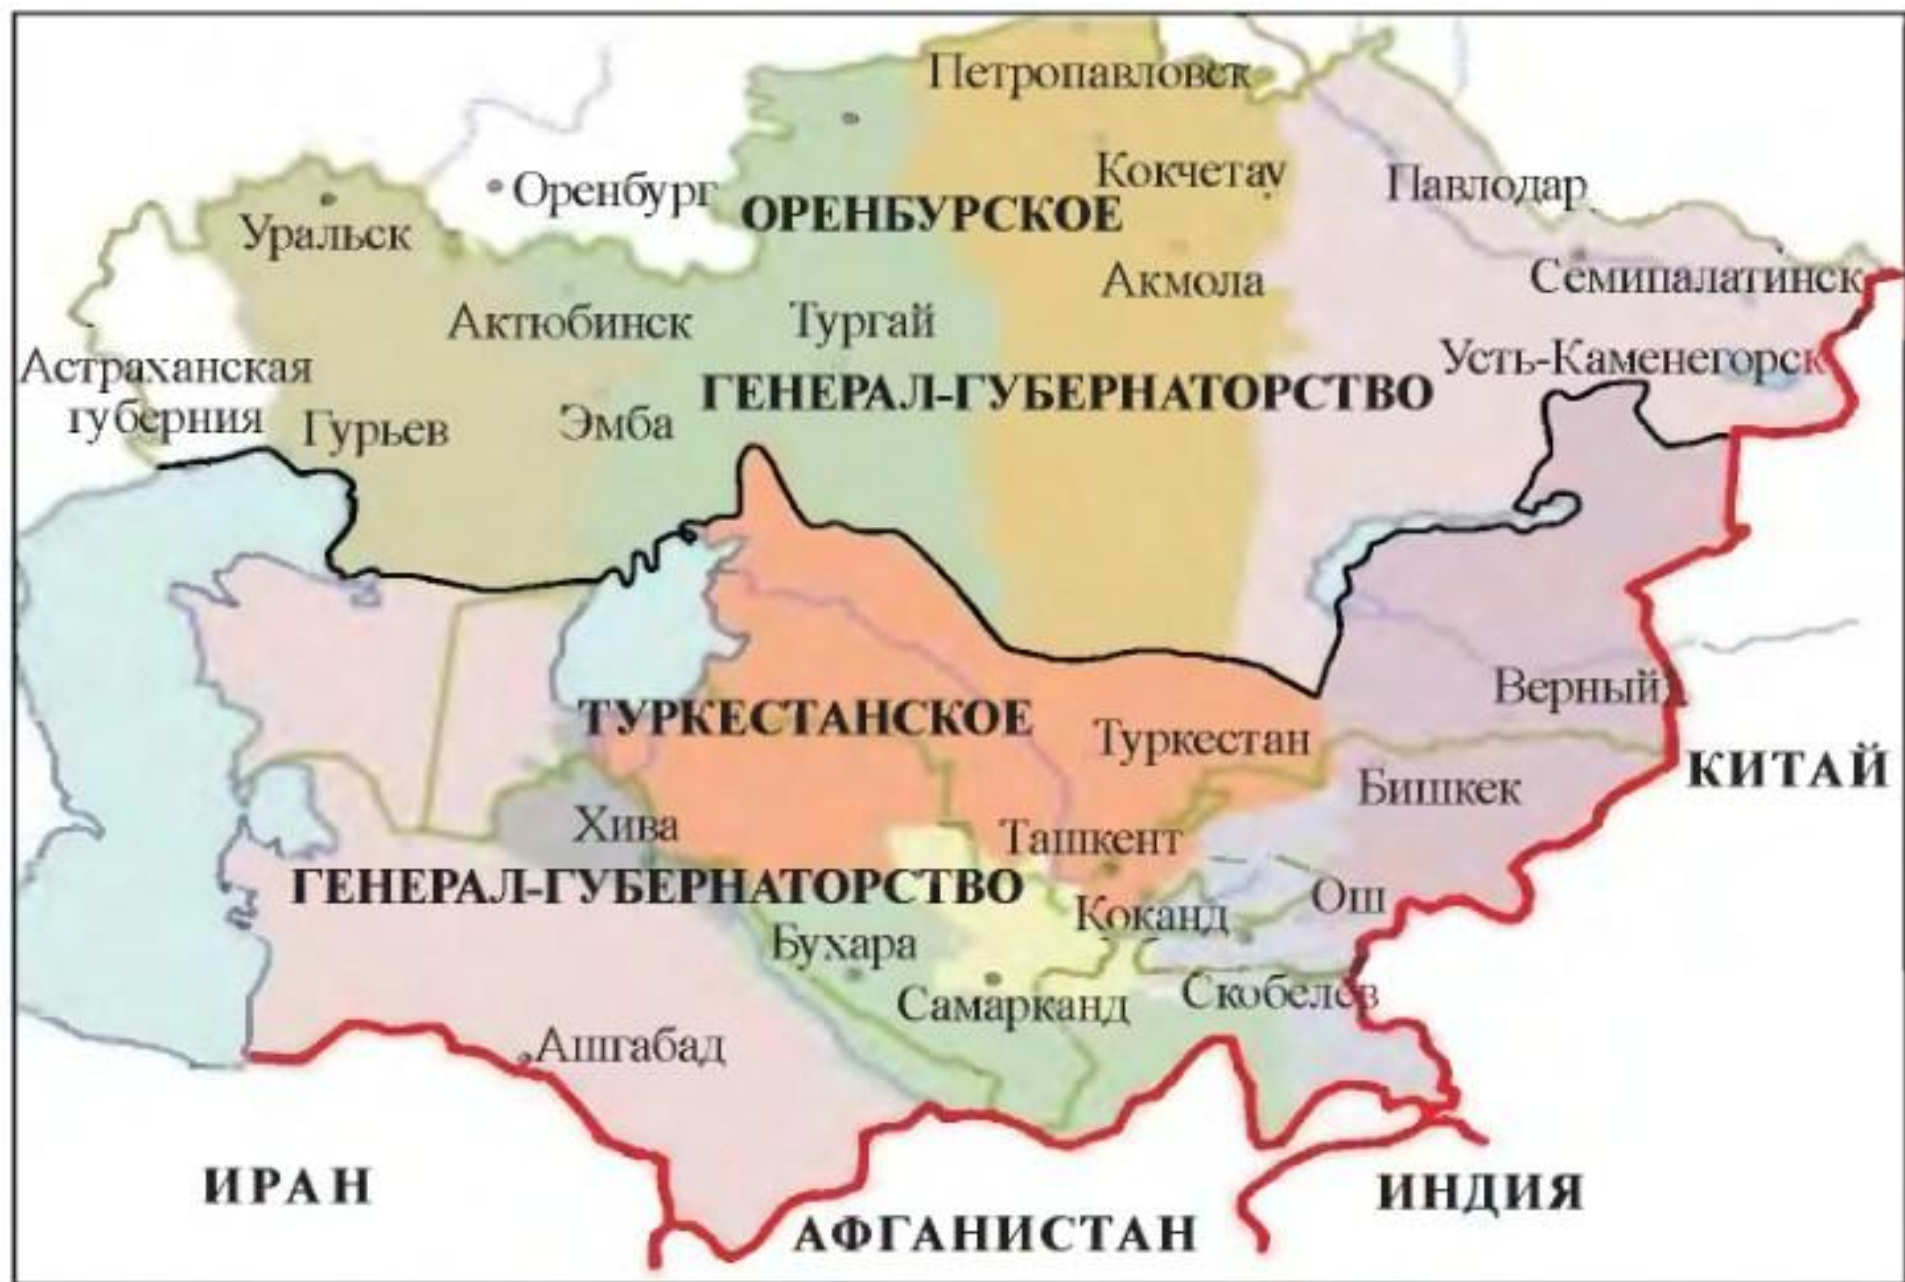 Петропавловск
Кокчетау
Павлодар
Оренбург
ОРЕНБУРСКОЕ
Уральск
Семипалатинск
Акмола
Актюбинск
Тургай
Усть-Каменегорск
Астраханская
губерния
ГЕНЕРАЛ-ГУБЕРНАТОРСТВО
Гурьев
Эмба
Верный
ТУРКЕСТАНСКОЕ
Туркестан
КИТАЙ
Бишкек
Хива
Ташкент
ГЕНЕРАЛ-ГУБЕРНАТОРСТВО
Ош
Коканд
Бухара
Самарканд
Скобелев
Ашгабад
ИРАН
ИНДИЯ
АФГАНИСТАН